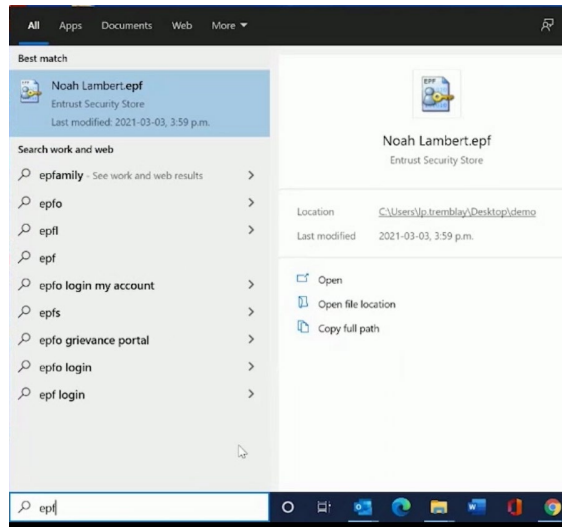 All Apps Documents Web More
Best match
Noah Lambert.epf
Entrust Security Store
Last modified: 2021-03-03, 3:59 p.m.
Search work and web
epfamily - See work and web results
epfo
epfl
epf
epfo login my account
epfs
epfo grievance portal
epfo login
epf login
epf
EPF
Noah Lambert.epf
Entrust Security Store
Location C:\Users\lp.tremblay\Desktop\demo
Last modified 2021-03-03, 3:59 p.m.
Open
Open file location
Copy full path